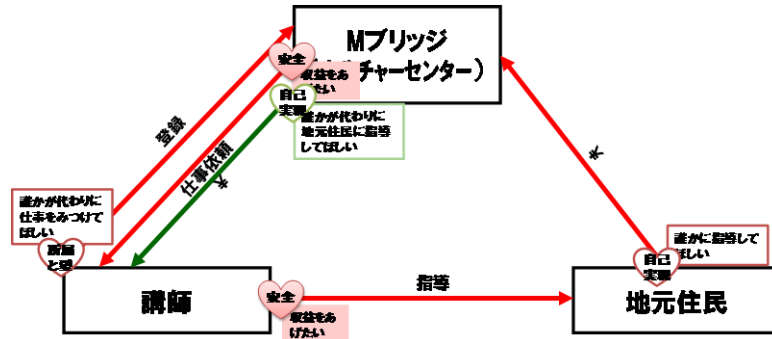 Mブリッジ
チャーセンター）
安全
収益をあ
たい
自己
実現
誰かが代わりに
地元住民に指導
してほしい
登録
仕事依頼
誰かが代わりに
仕事をみつけて
ほしい
所属
と愛
講師
安全
収益をあ
げたい
指導
誰かに指導して
ほしい
自己
実現
地元住民